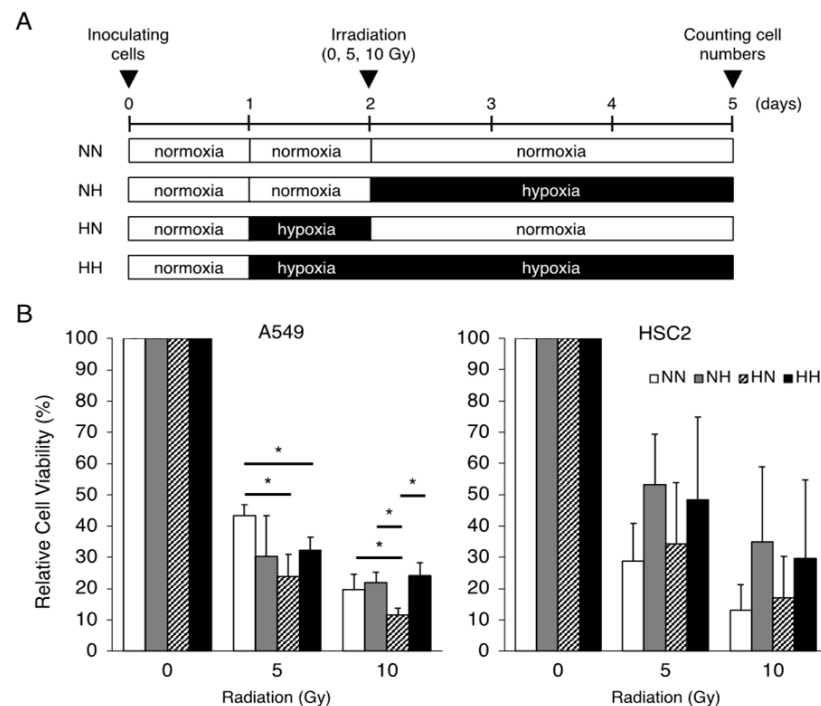 A
Inoculating cells
Irradiation (0, 5, 10 Gy)
Counting cell numbers
0 1 2 3 4 5 (days)
NN normoxia normoxia normoxia
NH normoxia normoxia hypoxia
HN normoxia hypoxia normoxia
HH normoxia hypoxia hypoxia
B
A549
Relative Cell Viability (%)
100
90
80
70
60
50
40
30
20
10
0
*
*
*
*
*
0 5 10
Radiation (Gy)
HSC2
NN NH HN HH
100
90
80
70
60
50
40
30
20
10
0
0 5 10
Radiation (Gy)